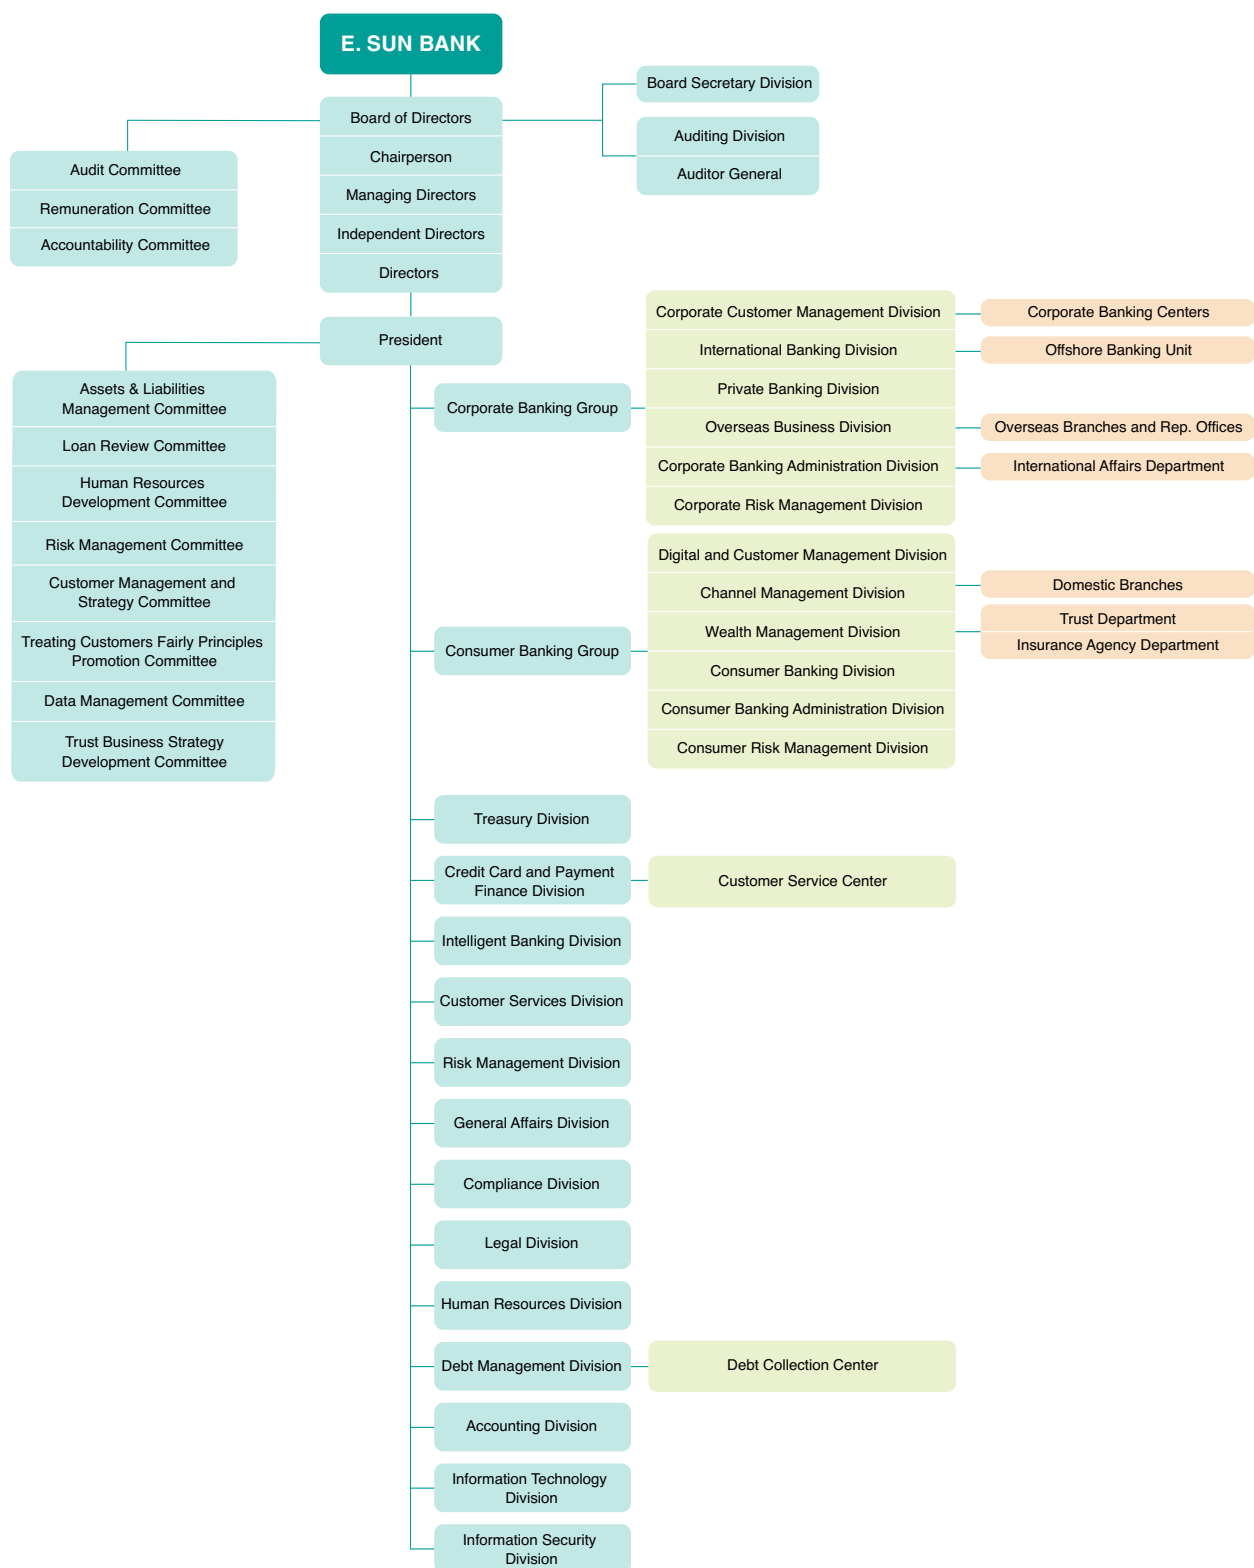 E. SUN BANK
Board of Directors
Chairperson
Managing Directors
Independent Directors
Directors
Board Secretary Division
Auditing Division
Auditor General
Audit Committee
Remuneration Committee
Accountability Committee
President
Assets & Liabilities
Management Committee
Loan Review Committee
Human Resources
Development Committee
Risk Management Committee
Customer Management and
Strategy Committee
Treating Customers Fairly Principles
Promotion Committee
Data Management Committee
Trust Business Strategy
Development Committee
Corporate Banking Group
Corporate Customer Management Division
International Banking Division
Private Banking Division
Overseas Business Division
Corporate Banking Administration Division
Corporate Risk Management Division
Corporate Banking Centers
Offshore Banking Unit
Overseas Branches and Rep. Offices
International Affairs Department
Consumer Banking Group
Digital and Customer Management Division
Channel Management Division
Wealth Management Division
Consumer Banking Division
Consumer Banking Administration Division
Consumer Risk Management Division
Domestic Branches
Trust Department
Insurance Agency Department
Treasury Division
Credit Card and Payment
Finance Division
Customer Service Center
Intelligent Banking Division
Customer Services Division
Risk Management Division
General Affairs Division
Compliance Division
Legal Division
Human Resources Division
Debt Management Division
Debt Collection Center
Accounting Division
Information Technology
Division
Information Security
Division